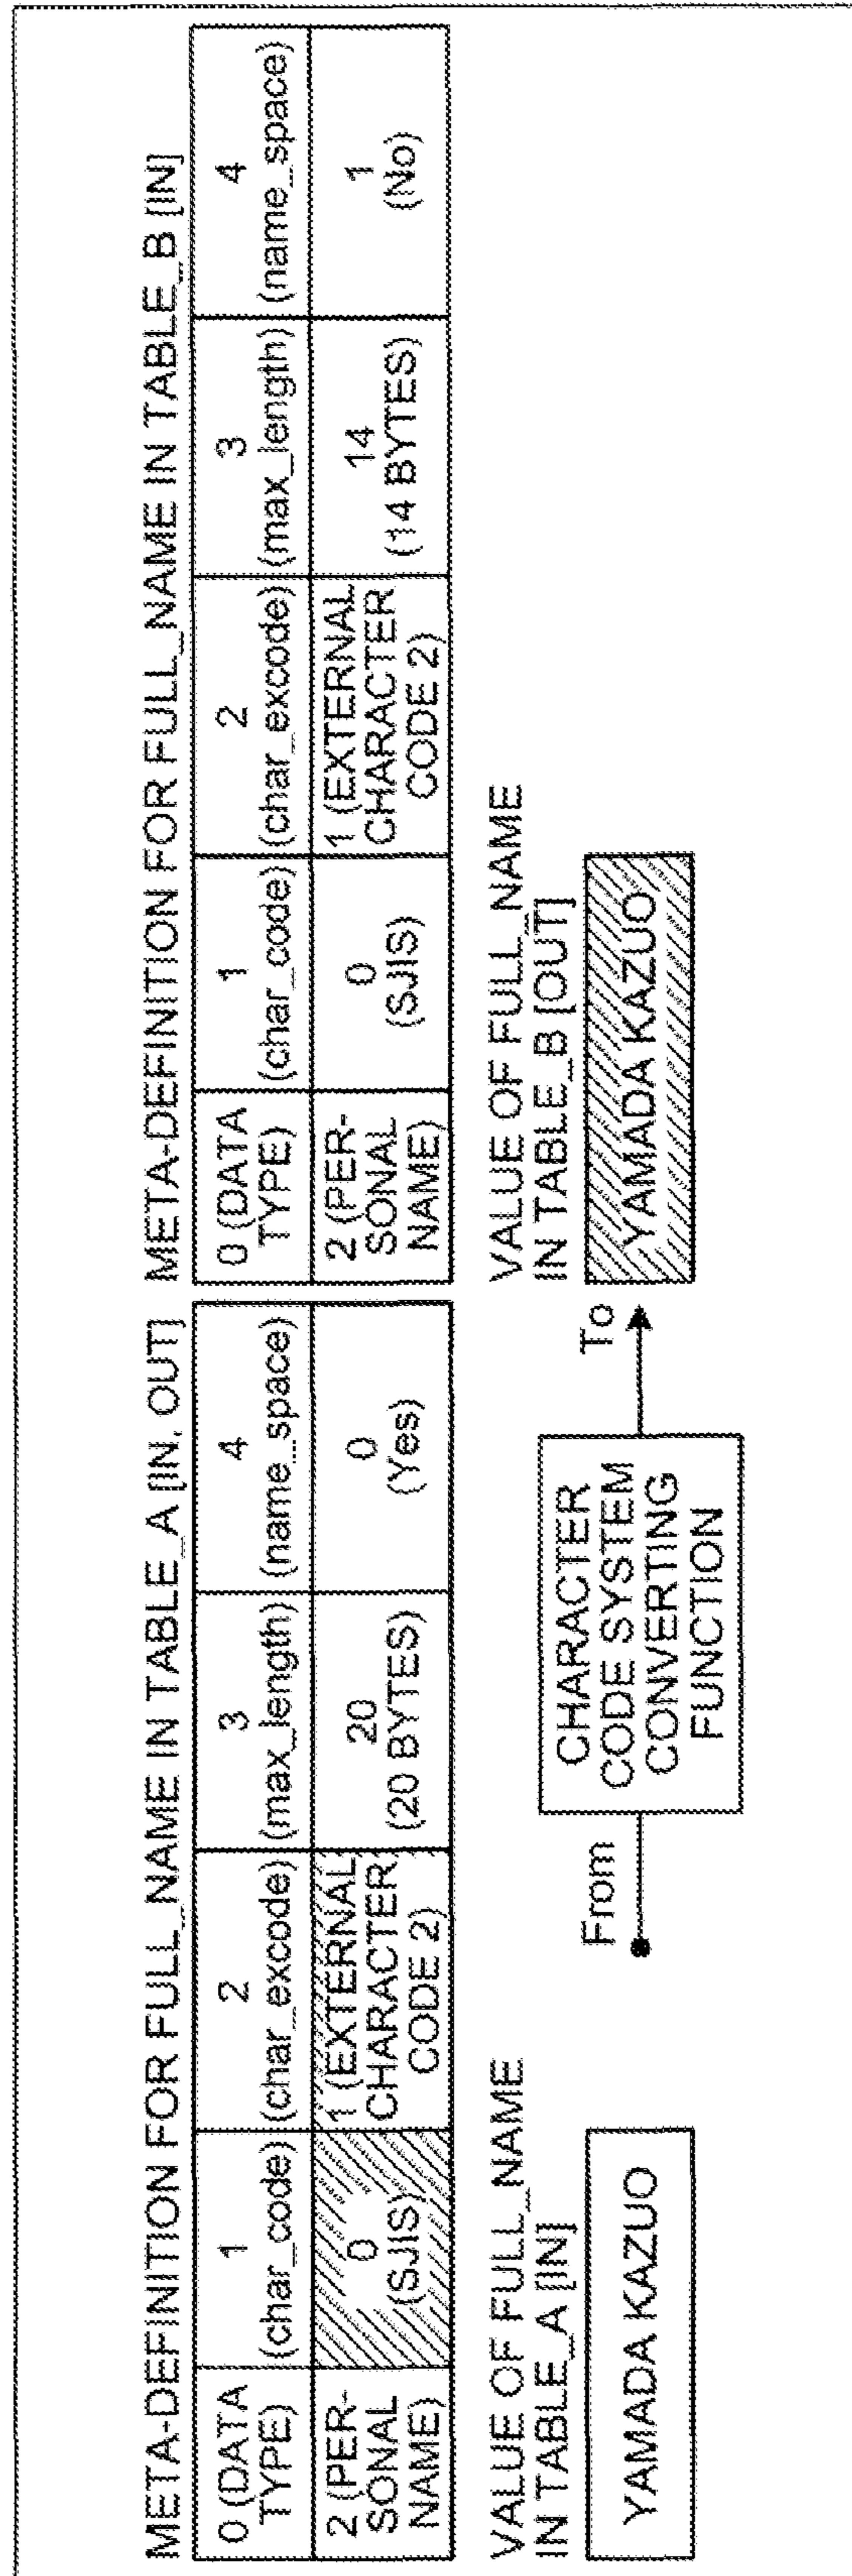 META-DEFINITION FOR FULL_NAME IN TABLE_A [IN, OUT]
0 (DATA
TYPE)
1
(char_code)
2
(char_excode)
3
(max_length)
4
(name_space)
2 (PER-
SONAL
NAME)
0
(SJIS)
1 (EXTERNAL
CHARACTER
CODE 2)
20
(20 BYTES)
0
(Yes)
META-DEFINITION FOR FULL_NAME IN TABLE_B [IN]
0 (DATA
TYPE)
1
(char_code)
2
(char_excode)
3
(max_length)
4
(name_space)
2 (PER-
SONAL
NAME)
0
(SJIS)
1 (EXTERNAL
CHARACTER
CODE 2)
14
(14 BYTES)
1
(No)
VALUE OF FULL_NAME
IN TABLE_A [IN]
YAMADA KAZUO
From
CHARACTER
CODE SYSTEM
CONVERTING
FUNCTION
To
VALUE OF FULL_NAME
IN TABLE_B [OUT]
YAMADA KAZUO